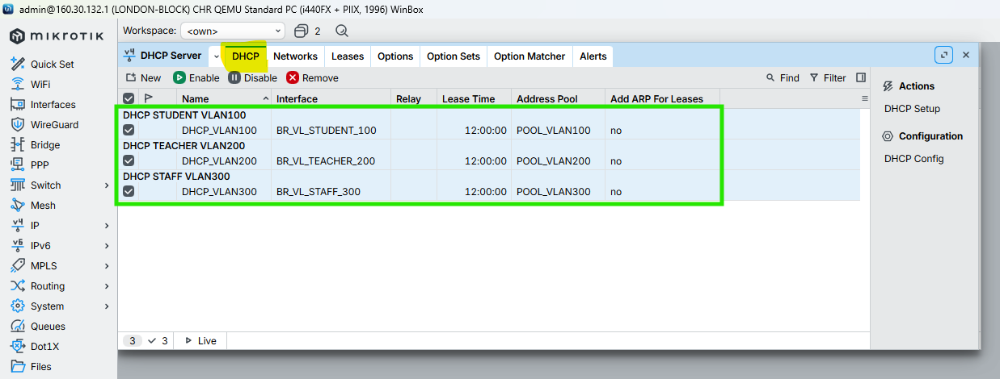 admin@160.30.132.1 (LONDON-BLOCK) CHR QEMU Standard PC (i440FX + PIIX, 1996) WinBox
mikrotik
Workspace: <own> 2
v4 DHCP Server DHCP Networks Leases Options Option Sets Option Matcher Alerts
New Enable Disable Remove Find Filter
Name Interface Relay Lease Time Address Pool Add ARP For Leases
DHCP STUDENT VLAN100
DHCP_VLAN100 BR_VL_STUDENT_100 12:00:00 POOL_VLAN100 no
DHCP TEACHER VLAN200
DHCP_VLAN200 BR_VL_TEACHER_200 12:00:00 POOL_VLAN200 no
DHCP STAFF VLAN300
DHCP_VLAN300 BR_VL_STAFF_300 12:00:00 POOL_VLAN300 no
3 3 Live
Actions
DHCP Setup
Configuration
DHCP Config
Quick Set
WiFi
Interfaces
WireGuard
Bridge
PPP
Switch
Mesh
v4 IP
v6 IPv6
MPLS
Routing
System
Queues
Dot1X
Files